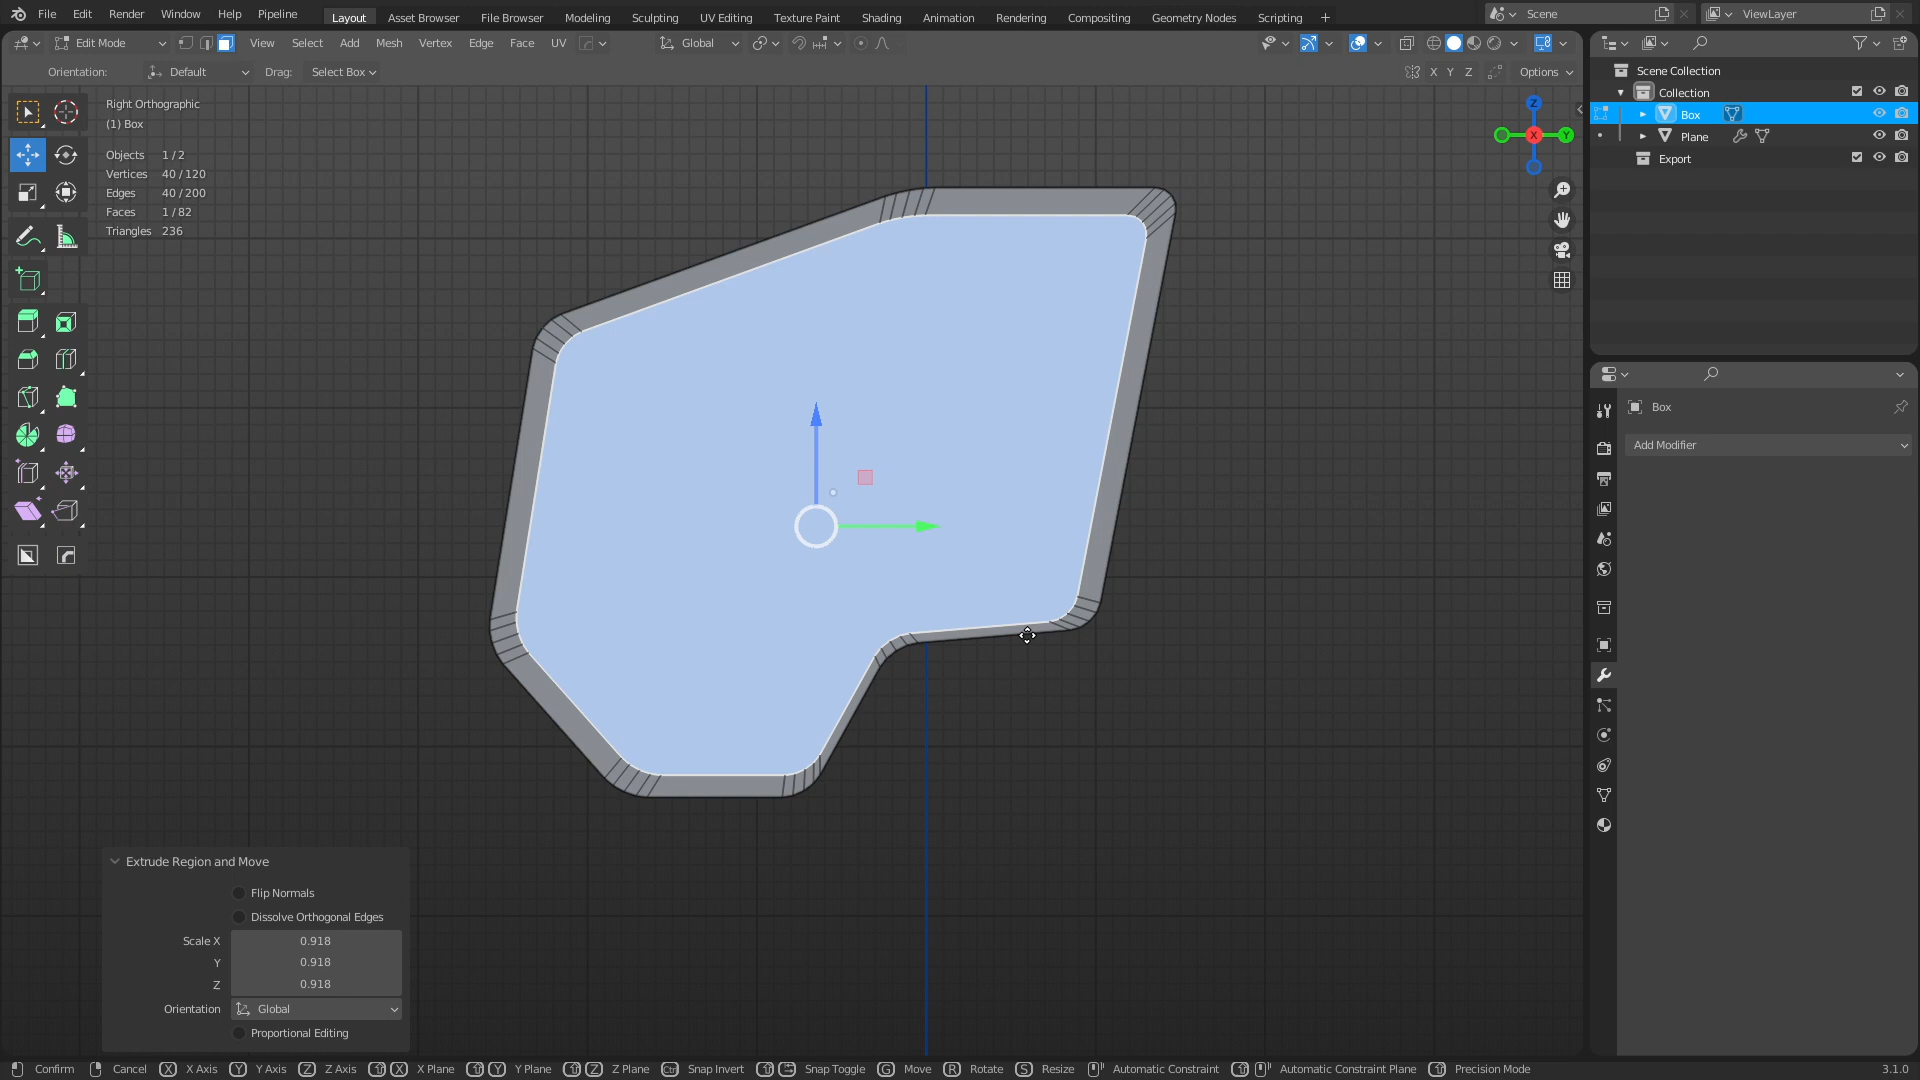 File Edit Render Window Help Pipeline Layout Asset Browser File Browser Modeling Sculpting UV Editing Texture Paint Shading Animation Rendering Compositing Geometry Nodes Scripting + Scene ViewLayer
Edit Mode View Select Add Mesh Vertex Edge Face UV Global
Orientation: Default Drag: Select Box X Y Z Options
Scene Collection
Collection
Box
Plane
Export
Right Orthographic
(1) Box
Objects 1 / 2
Vertices 40 / 120
Edges 40 / 200
Faces 1 / 82
Triangles 236
Z
X
Y
Box
Add Modifier
Extrude Region and Move
Flip Normals
Dissolve Orthogonal Edges
Scale X 0.918
Y 0.918
Z 0.918
Orientation Global
Proportional Editing
Confirm Cancel X X Axis Y Y Axis Z Z Axis X X Plane Y Y Plane Z Z Plane Ctrl Snap Invert Snap Toggle G Move R Rotate S Resize Automatic Constraint Automatic Constraint Plane Precision Mode 3.1.0